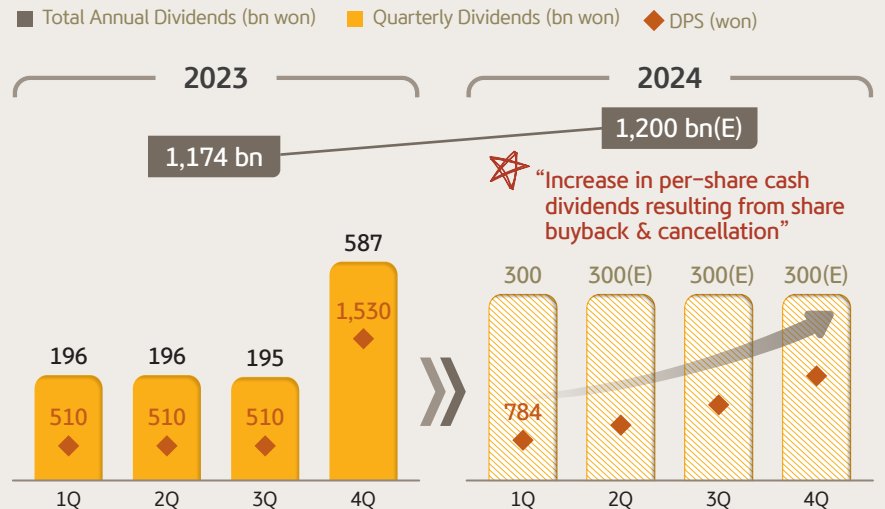 Total Annual Dividends (bn won) Quarterly Dividends (bn won) DPS (won)
2023 2024
1,174 bn 1,200 bn(E)
“Increase in per-share cash
dividends resulting from share
buyback & cancellation”
196 196 195 587 300 300(E) 300(E) 300(E)
510 510 510 1,530 784
1Q 2Q 3Q 4Q 1Q 2Q 3Q 4Q